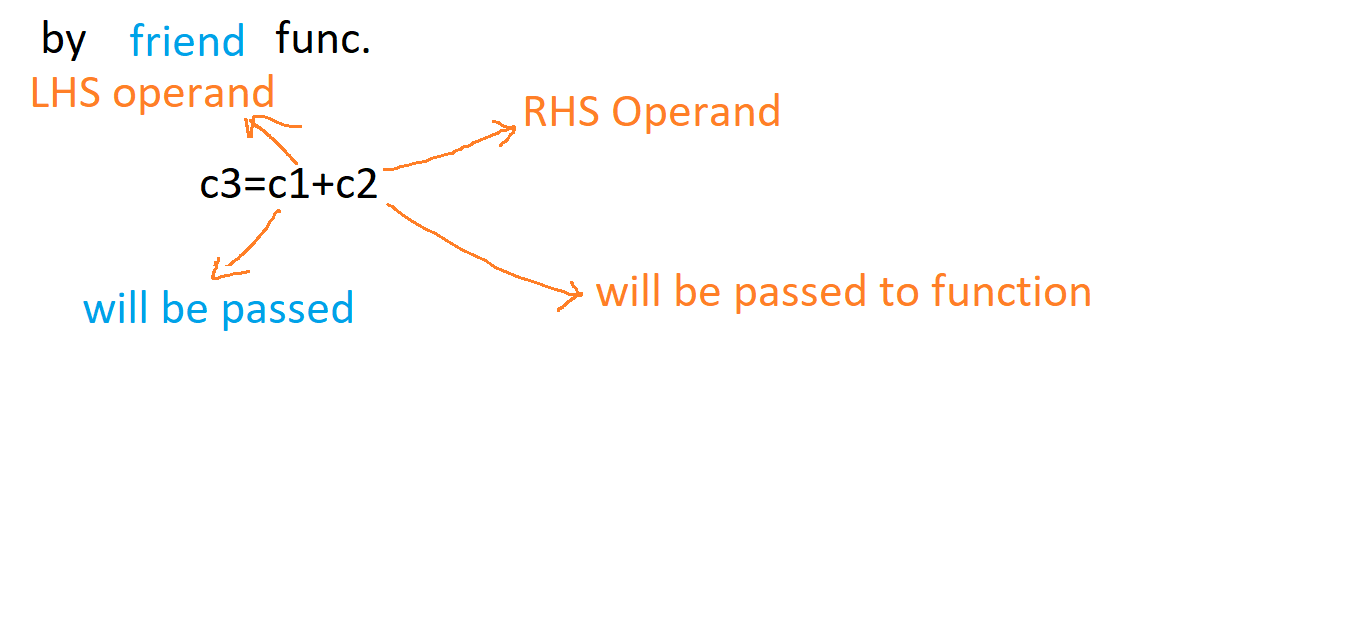 by friend func.
LHS operand
RHS Operand
c3=c1+c2
will be passed
will be passed to function